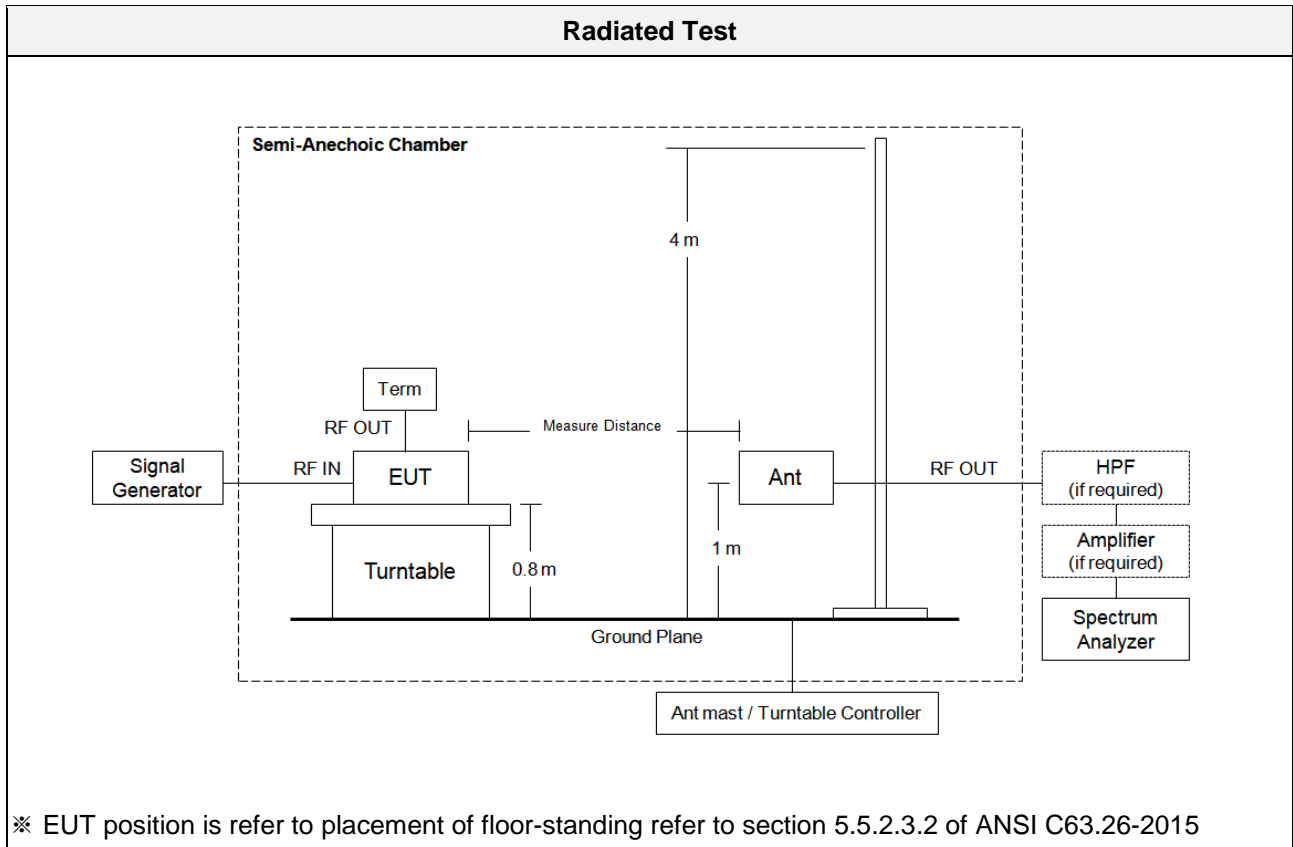 Radiated Test
Semi-Anechoic Chamber
4 m
Term
RF OUT
Measure Distance
Signal
Generator
RF IN
EUT
Ant
RF OUT
HPF
(if required)
Amplifier
(if required)
Spectrum
Analyzer
Turntable
0.8 m
1 m
Ground Plane
Ant mast / Turntable Controller
※ EUT position is refer to placement of floor-standing refer to section 5.5.2.3.2 of ANSI C63.26-2015